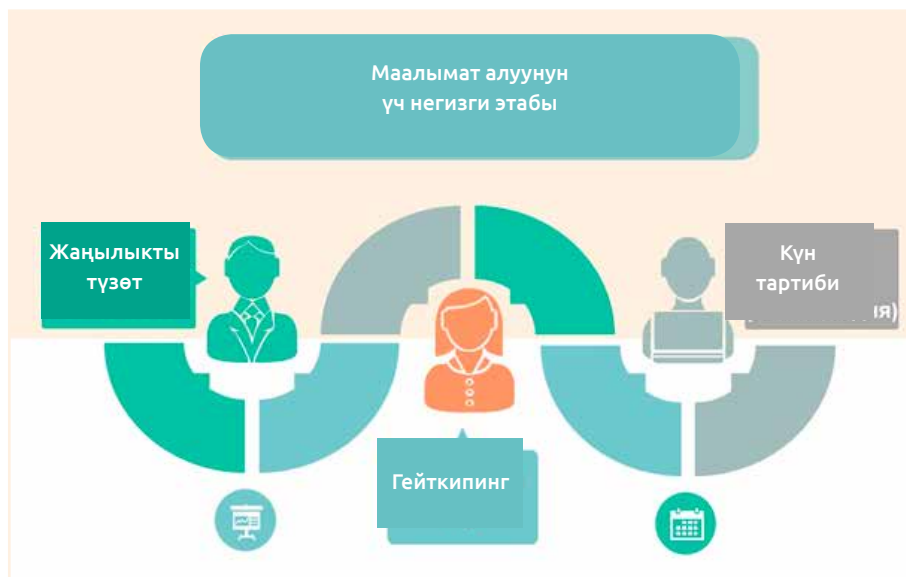 Маалымат алуунун
үч негизги этабы
Жаңылыкты
түзөт
Күн
тартиби
Гейткипинг